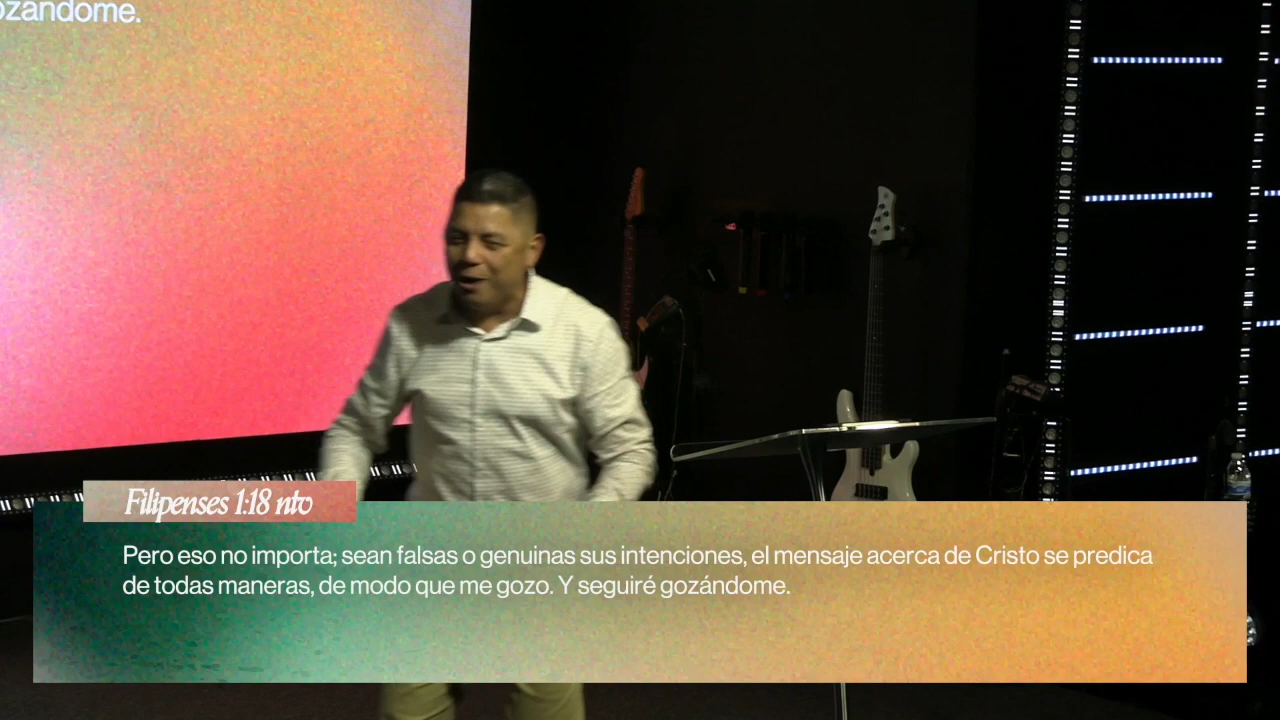 ozándome.
Filipenses 1:18 ntv
Pero eso no importa; sean falsas o genuinas sus intenciones, el mensaje acerca de Cristo se predica
de todas maneras, de modo que me gozo. Y seguiré gozándome.